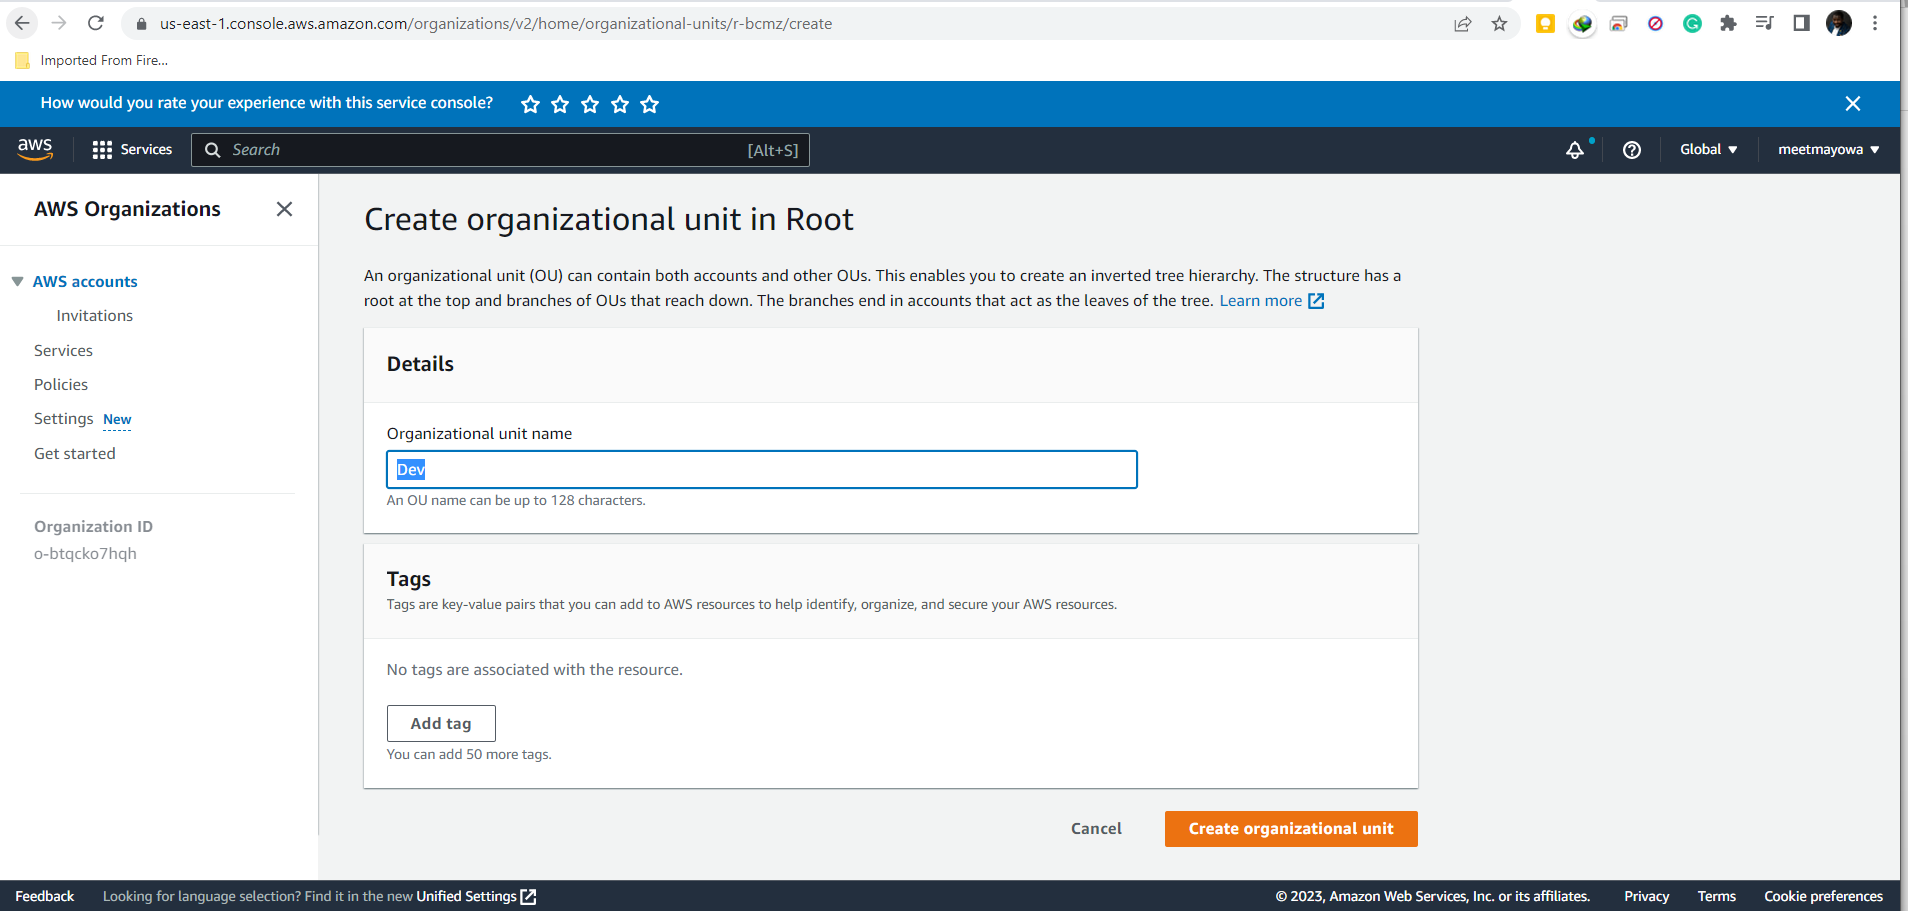 us-east-1.console.aws.amazon.com/organizations/v2/home/organizational-units/r-bcmz/create
Imported From Fire...
How would you rate your experience with this service console?
aws
Services
Search
[Alt+S]
Global
meetmayowa
AWS Organizations
AWS accounts
Invitations
Services
Policies
Settings New
Get started
Organization ID
o-btqcko7hqh
Create organizational unit in Root
An organizational unit (OU) can contain both accounts and other OUs. This enables you to create an inverted tree hierarchy. The structure has a
root at the top and branches of OUs that reach down. The branches end in accounts that act as the leaves of the tree. Learn more
Details
Organizational unit name
Dev
An OU name can be up to 128 characters.
Tags
Tags are key-value pairs that you can add to AWS resources to help identify, organize, and secure your AWS resources.
No tags are associated with the resource.
Add tag
You can add 50 more tags.
Cancel
Create organizational unit
Feedback
Looking for language selection? Find it in the new Unified Settings
© 2023, Amazon Web Services, Inc. or its affiliates.
Privacy
Terms
Cookie preferences